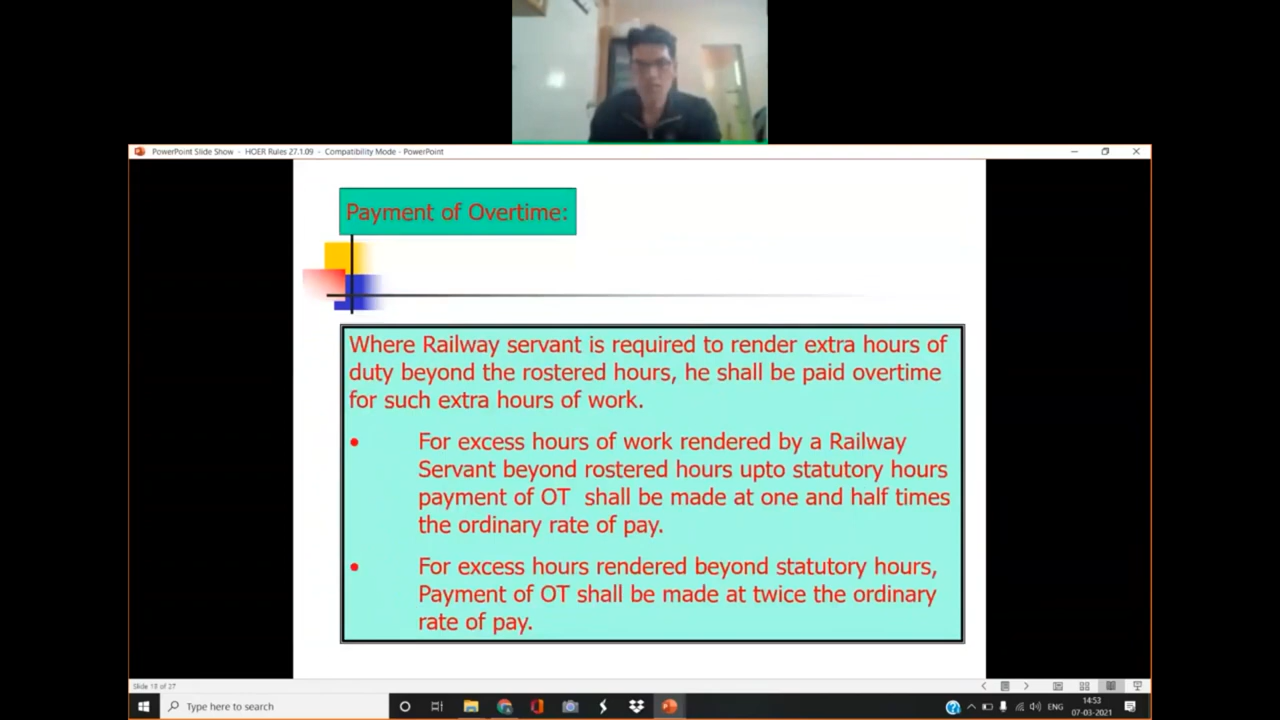 PowerPoint Slide Show - HOER Rules 27.1.09 - Compatibility Mode - PowerPoint
Payment of Overtime:
Where Railway servant is required to render extra hours of
duty beyond the rostered hours, he shall be paid overtime
for such extra hours of work.
• For excess hours of work rendered by a Railway
Servant beyond rostered hours upto statutory hours
payment of OT shall be made at one and half times
the ordinary rate of pay.
• For excess hours rendered beyond statutory hours,
Payment of OT shall be made at twice the ordinary
rate of pay.
Slide 13 of 27
Type here to search
ENG
14:53
07-03-2021